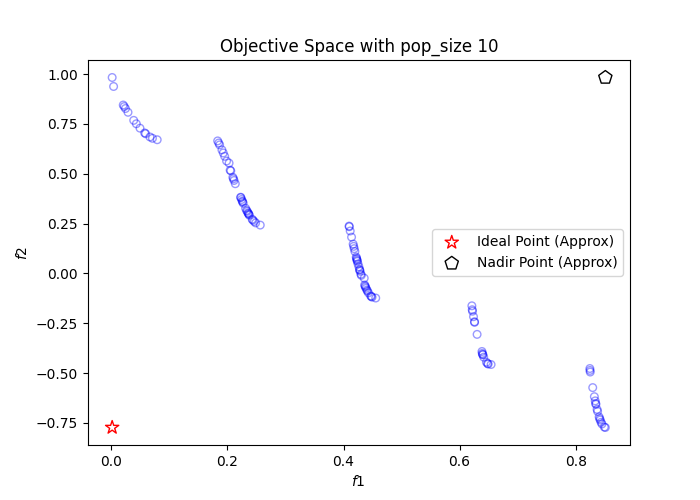 Objective Space with pop_size 10
1.00
0.75
0.50
0.25
0.00
−0.25
−0.50
−0.75
f2
Ideal Point (Approx)
Nadir Point (Approx)
0.0 0.2 0.4 0.6 0.8
f1